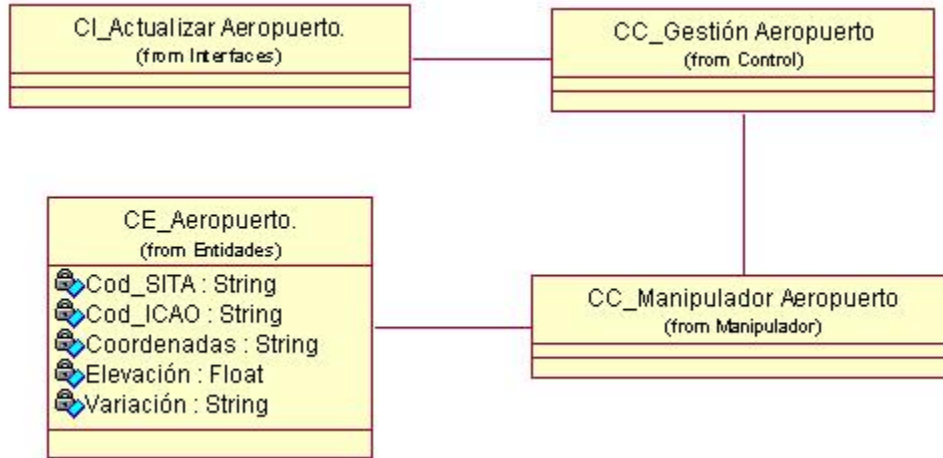 CI_Actualizar Aeropuerto.
(from Interfaces)
CC_Gestión Aeropuerto
(from Control)
CE_Aeropuerto.
(from Entidades)
Cod_SITA : String
Cod_ICAO : String
Coordenadas : String
Elevación : Float
Variación : String
CC_Manipulador Aeropuerto
(from Manipulador)